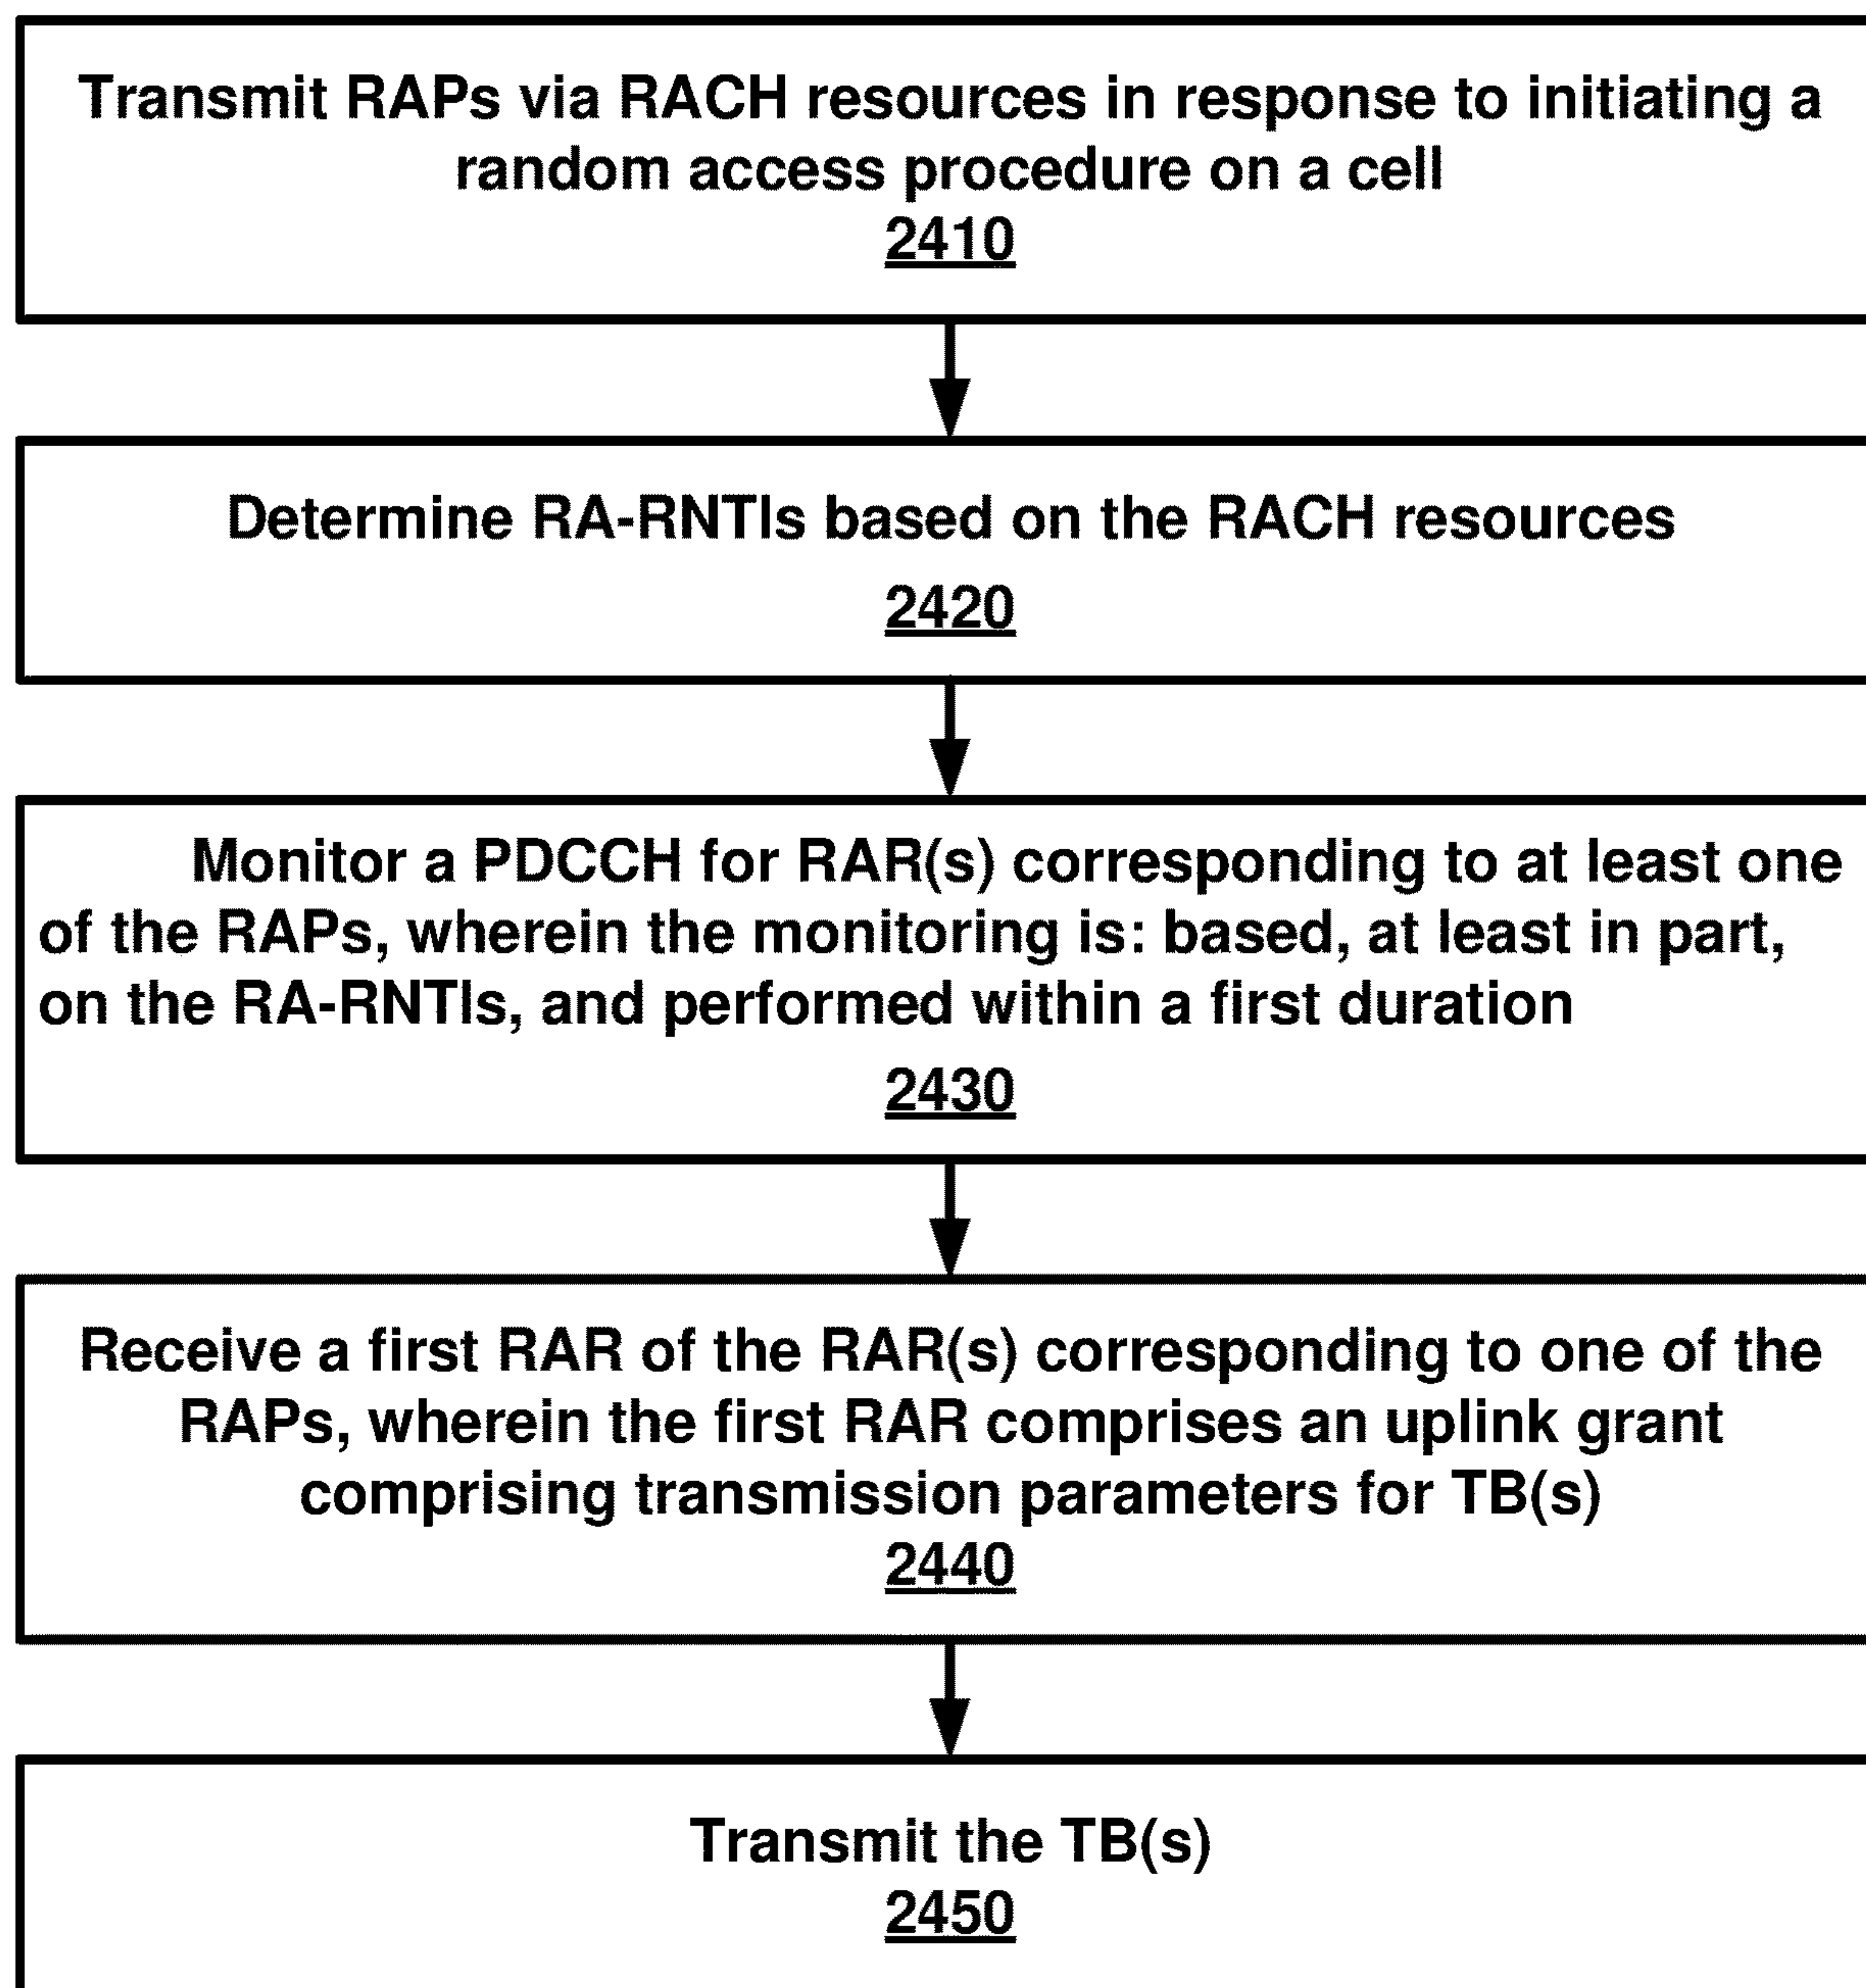 Transmit RAPs via RACH resources in response to initiating a
random access procedure on a cell
2410
Determine RA-RNTIs based on the RACH resources
2420
Monitor a PDCCH for RAR(s) corresponding to at least one
of the RAPs, wherein the monitoring is: based, at least in part,
on the RA-RNTIs, and performed within a first duration
2430
Receive a first RAR of the RAR(s) corresponding to one of the
RAPs, wherein the first RAR comprises an uplink grant
comprising transmission parameters for TB(s)
2440
Transmit the TB(s)
2450